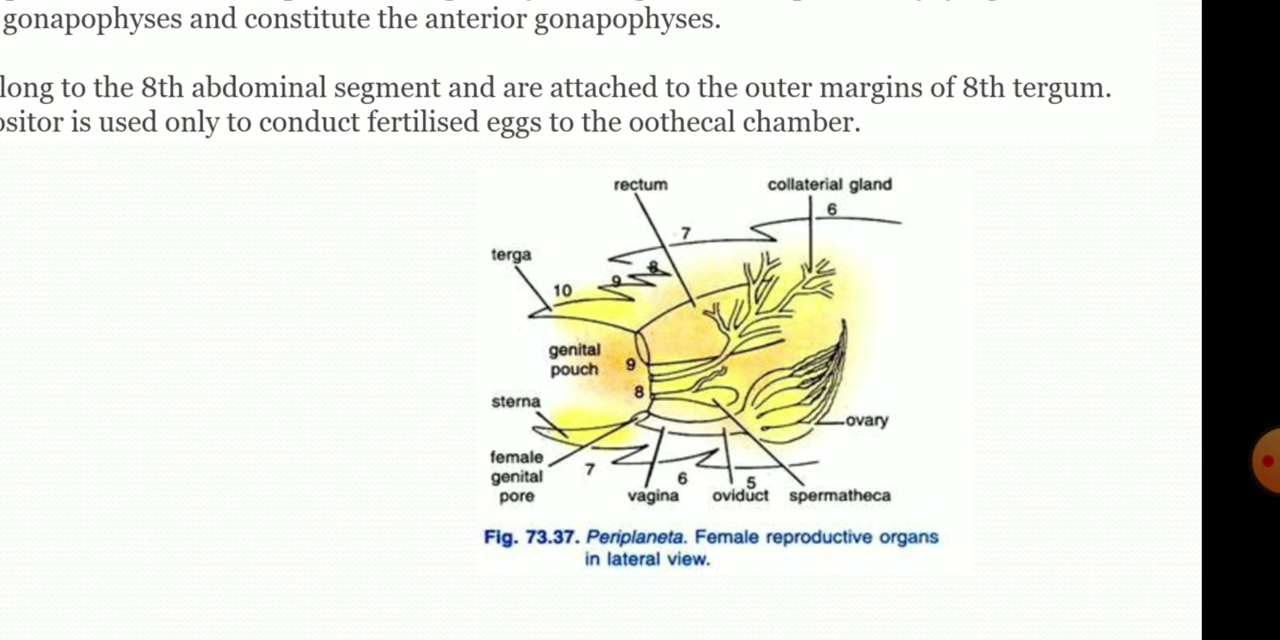 gonapophyses and constitute the anterior gonapophyses.
long to the 8th abdominal segment and are attached to the outer margins of 8th tergum.
ositor is used only to conduct fertilised eggs to the oothecal chamber.
rectum
collaterial gland
6
7
terga
8
9
10
genital
pouch
9
8
sterna
ovary
female
genital
pore
7
6
5
vagina
oviduct
spermatheca
Fig. 73.37. Periplaneta. Female reproductive organs
in lateral view.